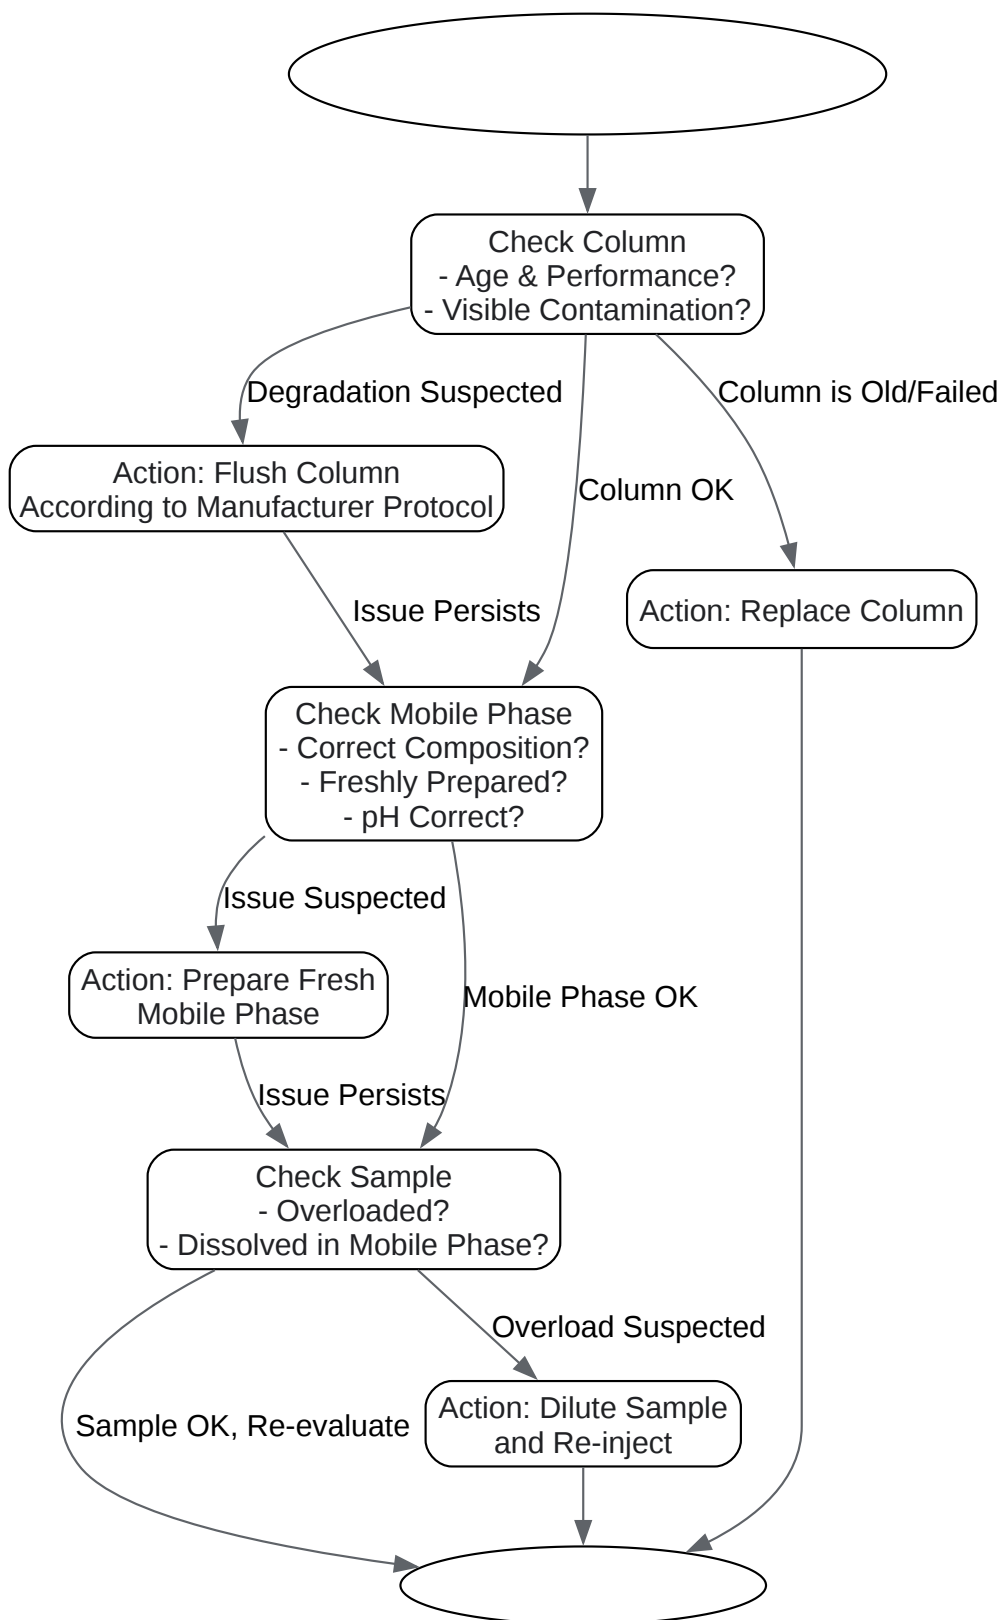 Check Column
- Age & Performance?
- Visible Contamination?
Degradation Suspected
Column is Old/Failed
Action: Flush Column
According to Manufacturer Protocol
Column OK
Issue Persists
Action: Replace Column
Check Mobile Phase
- Correct Composition?
- Freshly Prepared?
- pH Correct?
Issue Suspected
Action: Prepare Fresh
Mobile Phase
Mobile Phase OK
Issue Persists
Check Sample
- Overloaded?
- Dissolved in Mobile Phase?
Overload Suspected
Sample OK, Re-evaluate
Action: Dilute Sample
and Re-inject